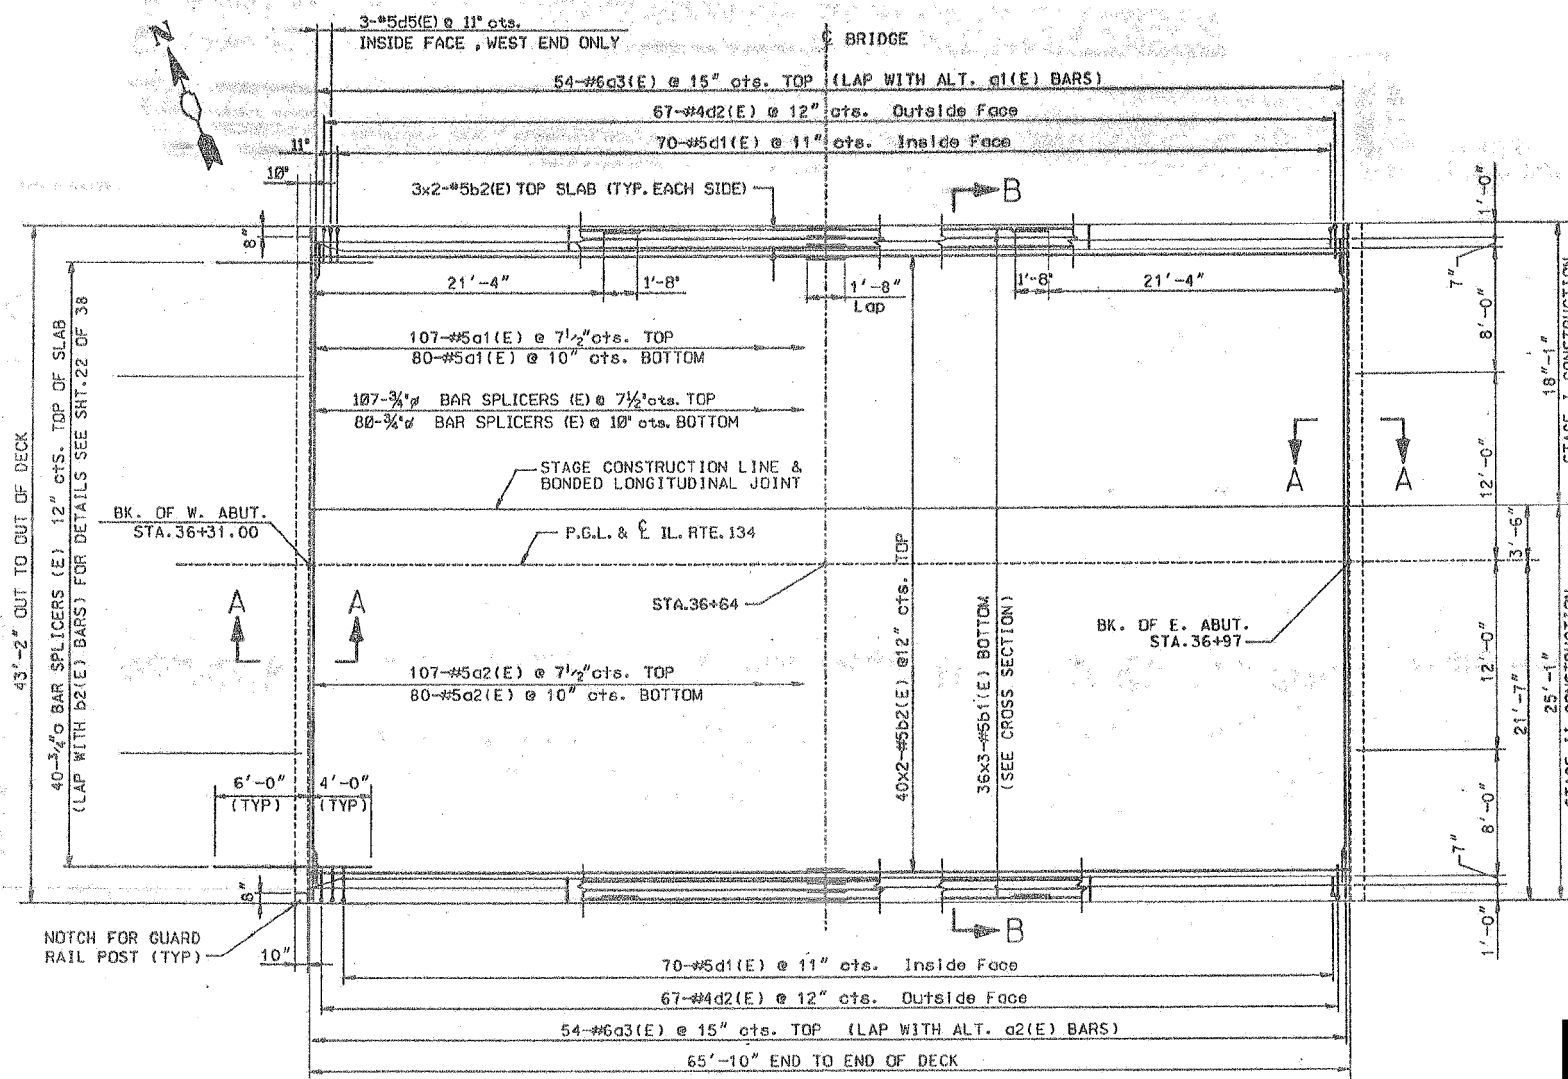 N
3-#5d5(E) @ 11" cts.
INSIDE FACE , WEST END ONLY
℄ BRIDGE
54-#6a3(E) @ 15" cts. TOP (LAP WITH ALT. a1(E) BARS)
67-#4d2(E) @ 12" cts. Outside Face
70-#5d1(E) @ 11" cts. Inside Face
11"
10"
3x2-#5b2(E) TOP SLAB (TYP. EACH SIDE)
B
8"
21'-4"
1'-8"
1'-8"
Lap
1'-8"
21'-4"
1'-0"
7"
8'-0"
107-#5a1(E) @ 7½" cts. TOP
80-#5a1(E) @ 10" cts. BOTTOM
107-¾"ø BAR SPLICERS (E) @ 7½" cts. TOP
80-¾"ø BAR SPLICERS (E) @ 10" cts. BOTTOM
STAGE CONSTRUCTION LINE &
BONDED LONGITUDINAL JOINT
BK. OF W. ABUT.
STA.36+31.00
P.G.L. & ℄ IL. RTE. 134
STA.36+64
A
A
A
A
BK. OF E. ABUT.
STA.36+97
43'-2" OUT TO OUT OF DECK
40-¾"ø BAR SPLICERS (E) 12" cts. TOP OF SLAB
(LAP WITH b2(E) BARS) FOR DETAILS SEE SHT.22 OF 38
107-#5a2(E) @ 7½" cts. TOP
80-#5a2(E) @ 10" cts. BOTTOM
40x2-#5b2(E) @12" cts. TOP
36x3-#5b1(E) BOTTOM
(SEE CROSS SECTION)
12'-0"
18"-1"
3'-6"
12'-0"
21'-7"
25'-1"
8'-0"
7"
1'-0"
6'-0"
(TYP)
4'-0"
(TYP)
8"
NOTCH FOR GUARD
RAIL POST (TYP)
10"
B
70-#5d1(E) @ 11" cts. Inside Face
67-#4d2(E) @ 12" cts. Outside Face
54-#6a3(E) @ 15" cts. TOP (LAP WITH ALT. a2(E) BARS)
65'-10" END TO END OF DECK